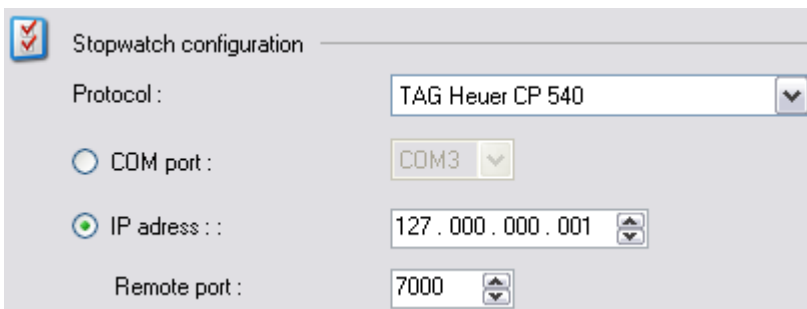 Stopwatch configuration
Protocol : TAG Heuer CP 540
COM port : COM3
IP adress : : 127 . 000 . 000 . 001
Remote port : 7000